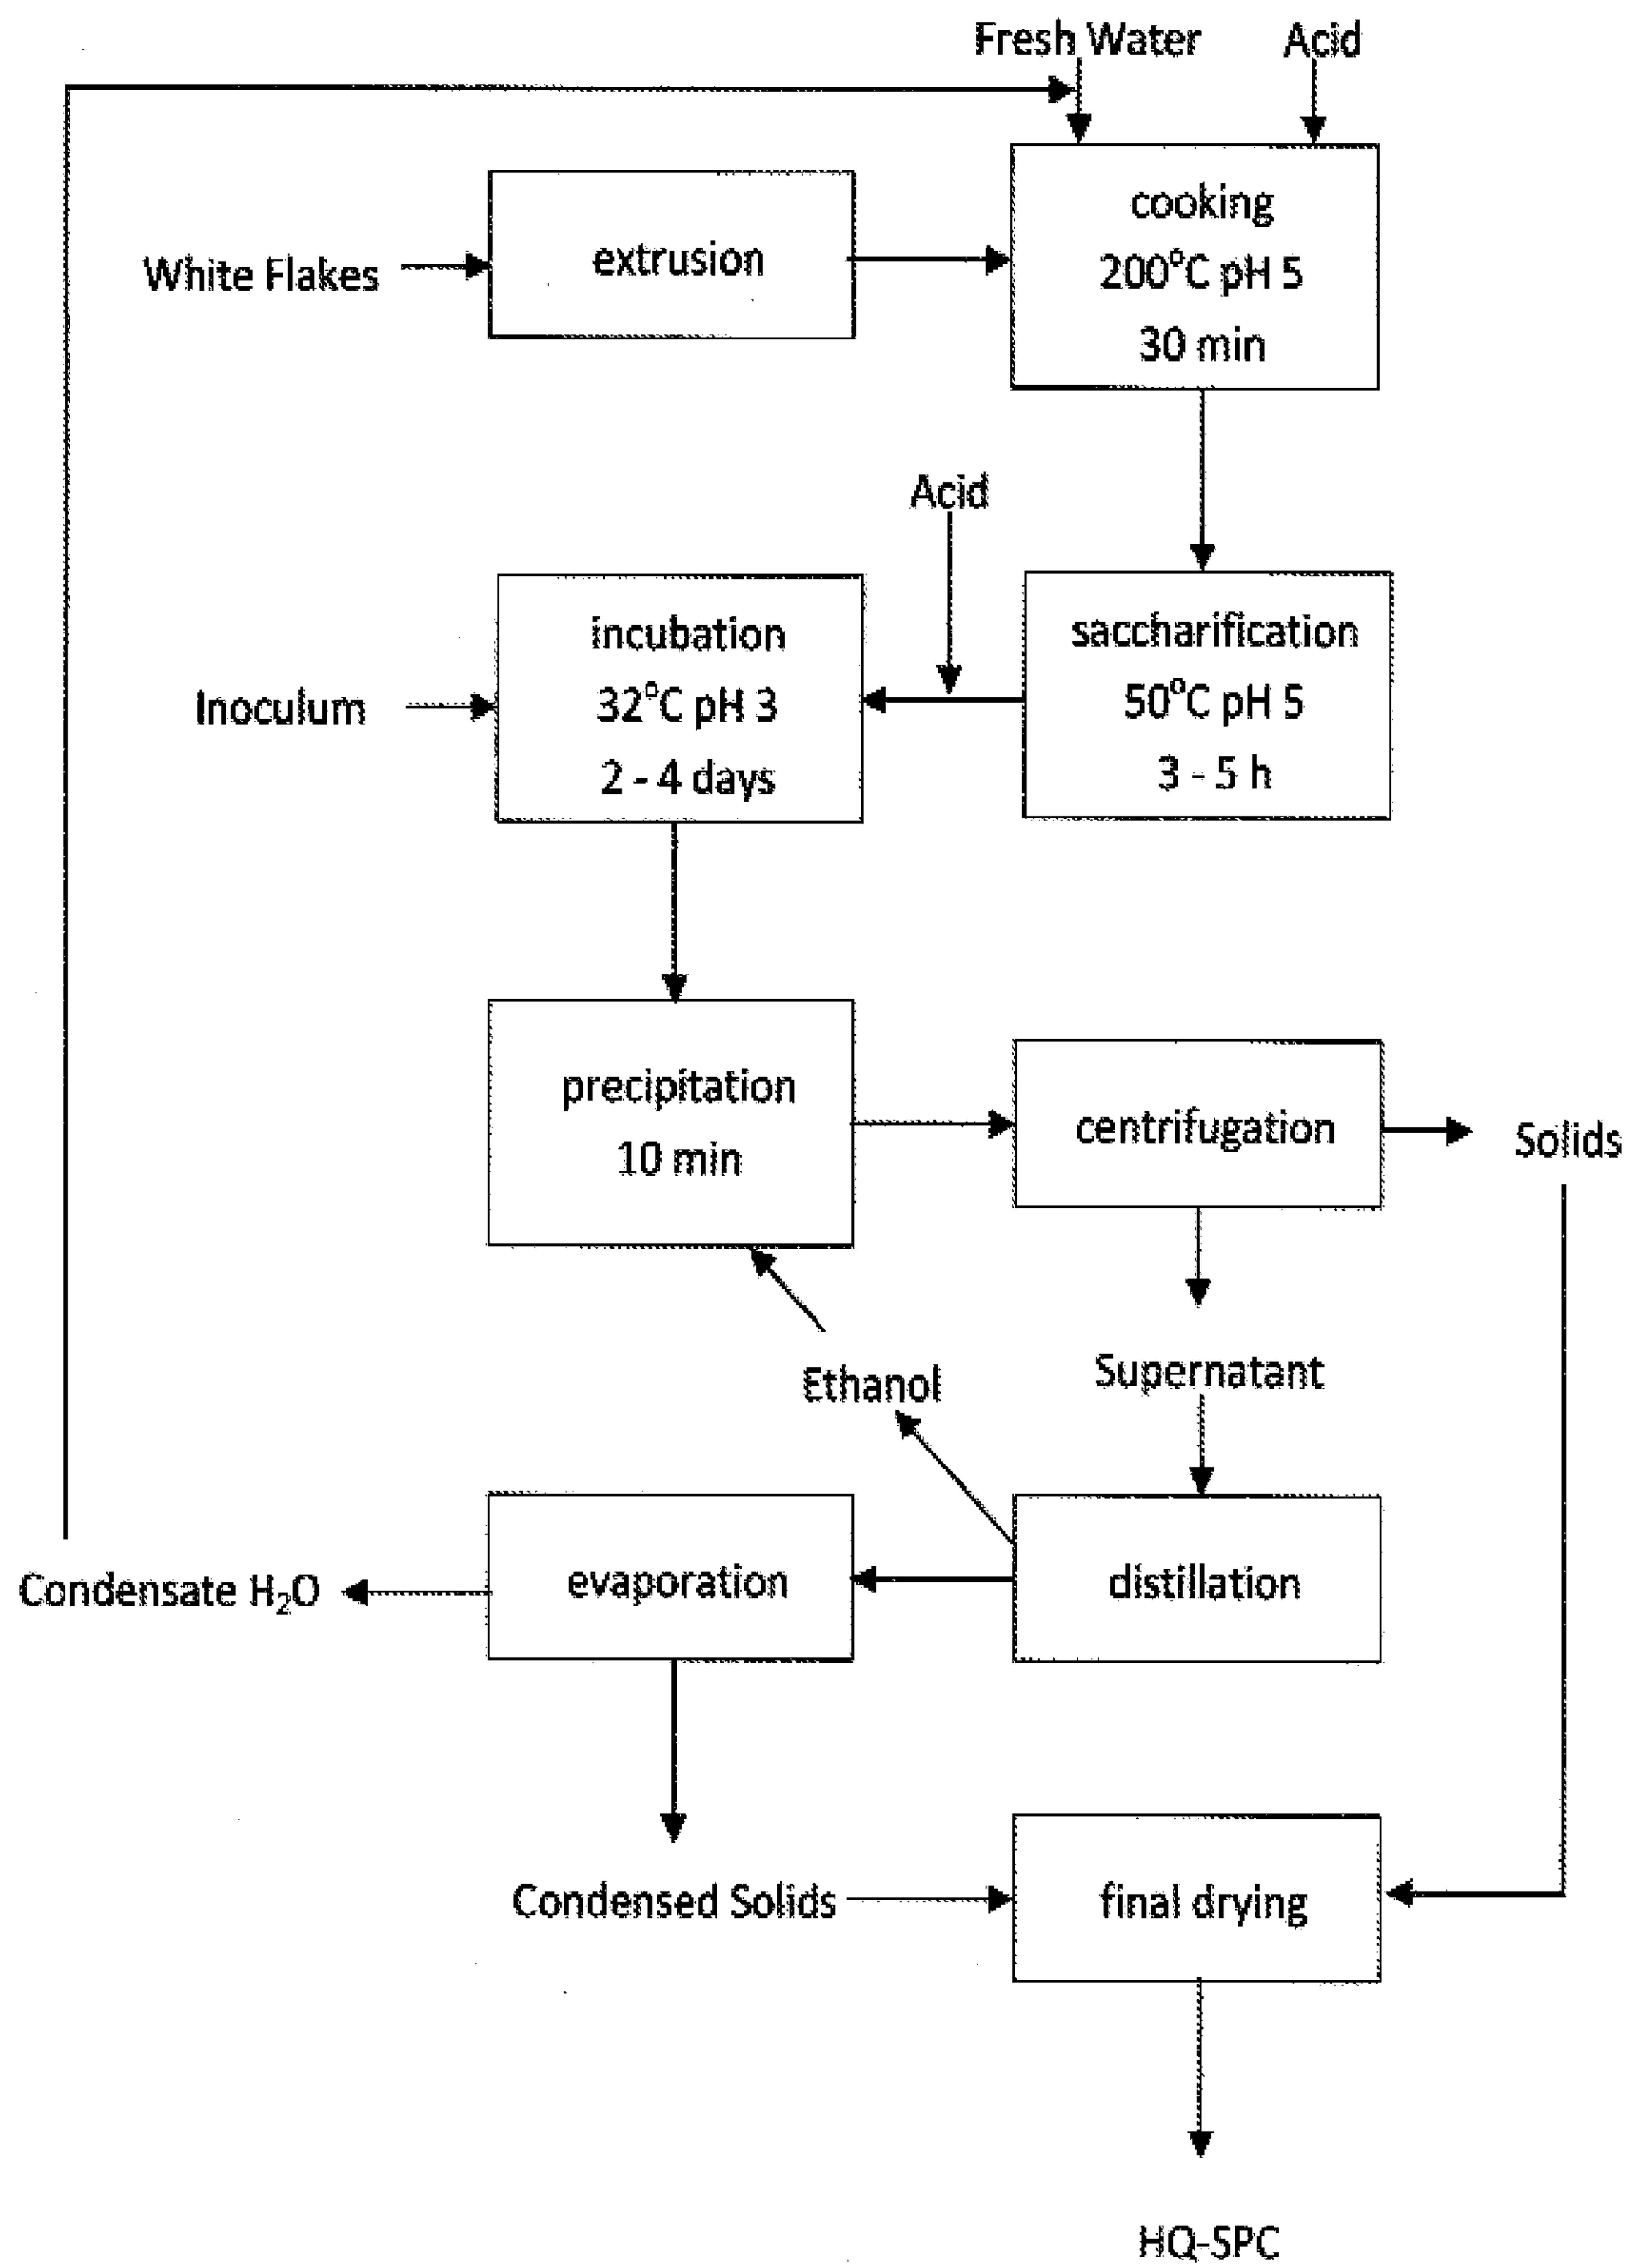 Fresh Water
Acid
cooking
200°C pH 5
30 min
extrusion
White Flakes
Acid
incubation
32°C pH 3
2 - 4 days
saccharification
50°C pH 5
3 - 5 h
Inoculum
precipitation
10 min
centrifugation
Solids
Ethanol
Supernatant
evaporation
distillation
Condensate H₂O
Condensed Solids
final drying
HQ-SPC